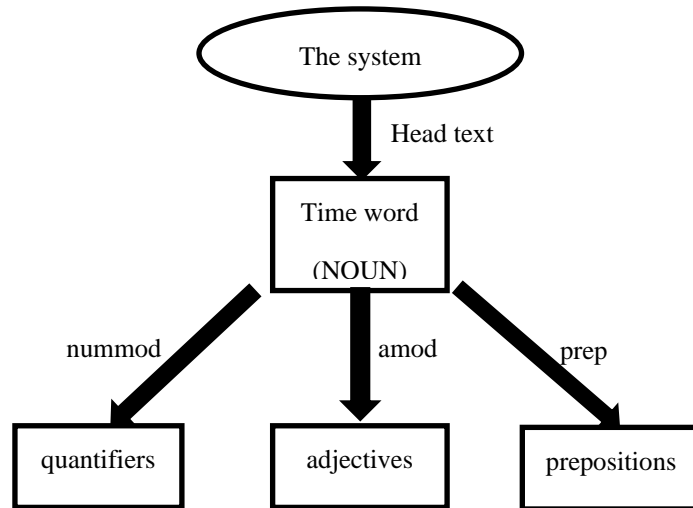 The system
Head text
Time word
(NOUN)
nummod
amod
prep
quantifiers
adjectives
prepositions